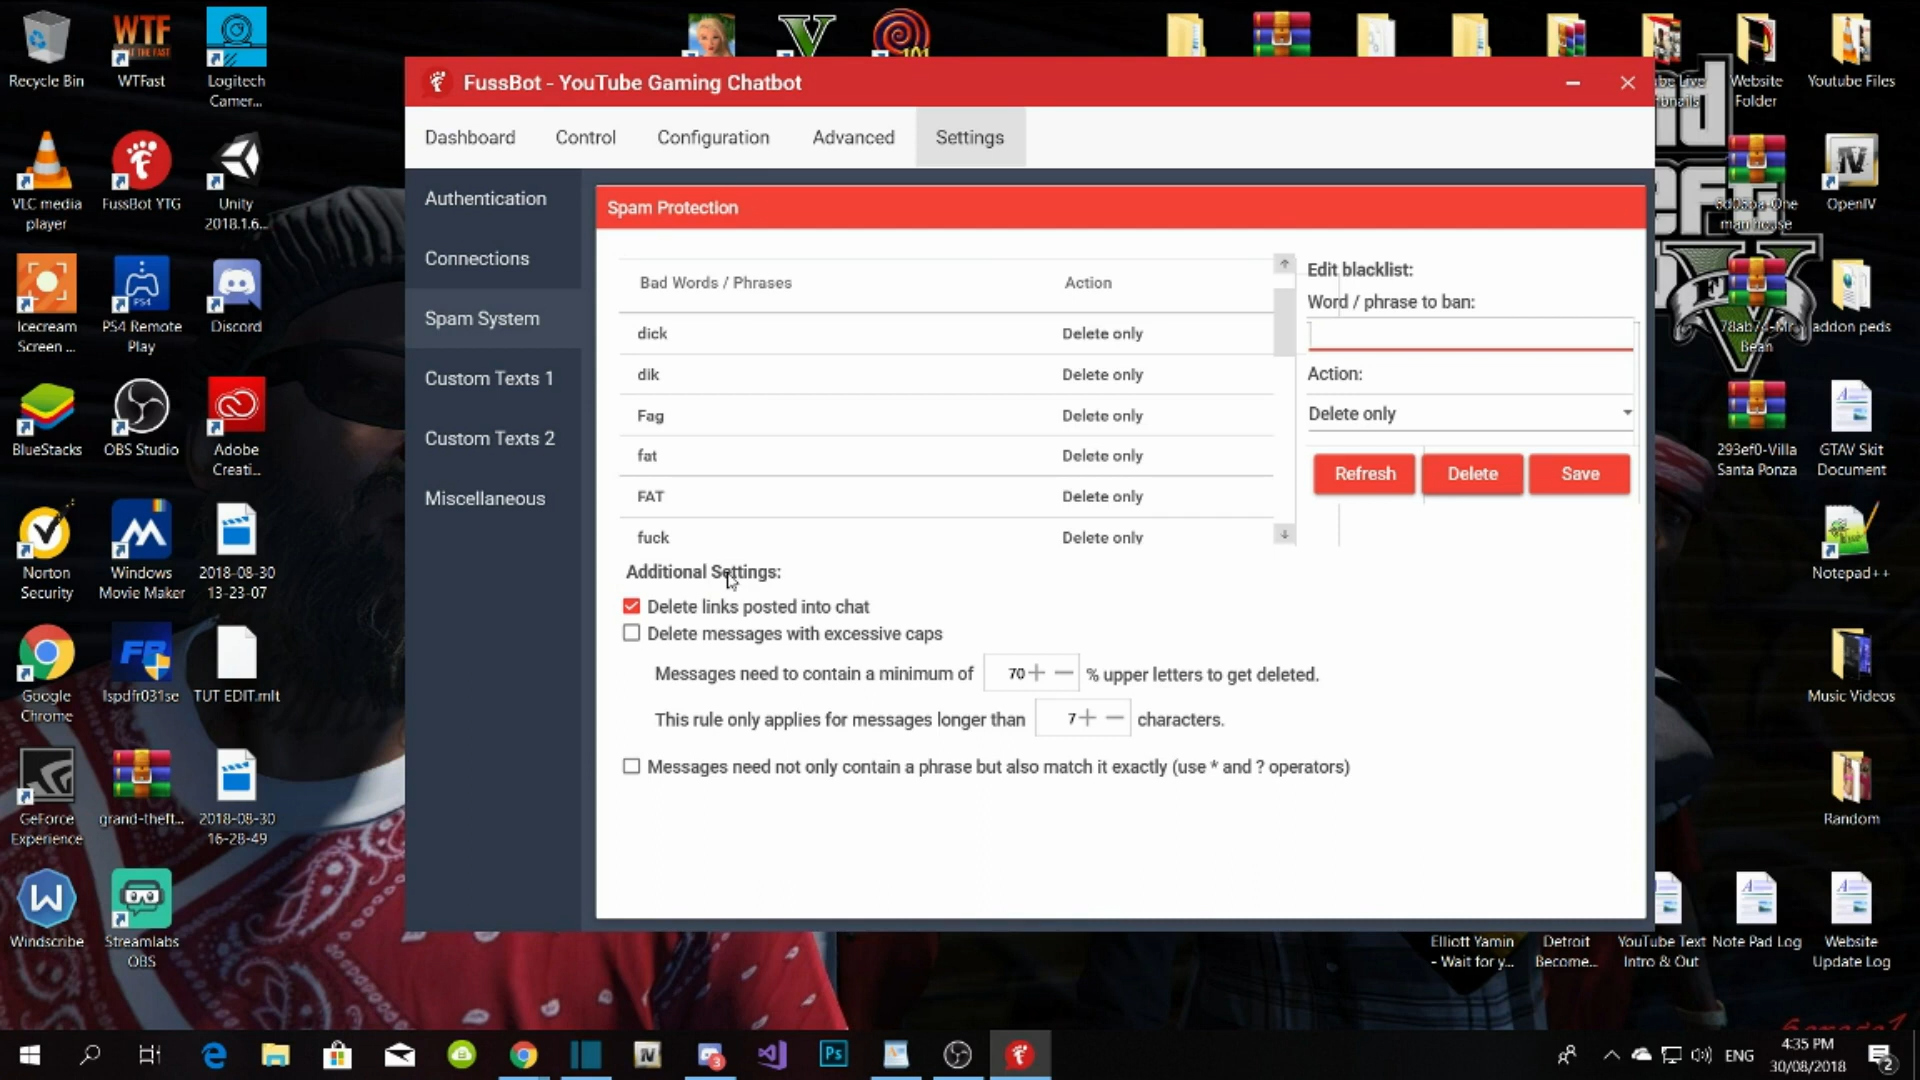 Recycle Bin
WTF
WTFast
Logitech
Camer...
VLC media
player
FussBot YTG
Unity
2018.1.6...
Icecream
Screen ...
PS4
PS4 Remote
Play
Discord
BlueStacks
OBS Studio
Adobe
Creati...
Norton
Security
Windows
Movie Maker
2018-08-30
13-23-07
Google
Chrome
lspdfr031se
TUT EDIT.mlt
GeForce
Experience
grand-theft...
2018-08-30
16-28-49
Windscribe
Streamlabs
OBS
101
FussBot - YouTube Gaming Chatbot
Dashboard
Control
Configuration
Advanced
Settings
Authentication
Connections
Spam System
Custom Texts 1
Custom Texts 2
Miscellaneous
Spam Protection
Bad Words / Phrases
Action
dick
Delete only
dik
Delete only
Fag
Delete only
fat
Delete only
FAT
Delete only
fuck
Delete only
Edit blacklist:
Word / phrase to ban:
Action:
Delete only
Refresh
Delete
Save
Additional Settings:
Delete links posted into chat
Delete messages with excessive caps
Messages need to contain a minimum of 70 + − % upper letters to get deleted.
This rule only applies for messages longer than 7 + − characters.
Messages need not only contain a phrase but also match it exactly (use * and ? operators)
Website
Folder
Youtube Files
OpenIV
addon peds
293ef0-Villa
Santa Ponza
GTAV Skit
Document
Notepad++
Music Videos
Random
Elliott Yamin
- Wait for y...
Detroit
Become...
YouTube Text
Intro & Out
Note Pad Log
Website
Update Log
Ps
3
ENG
4:35 PM
30/08/2018
2